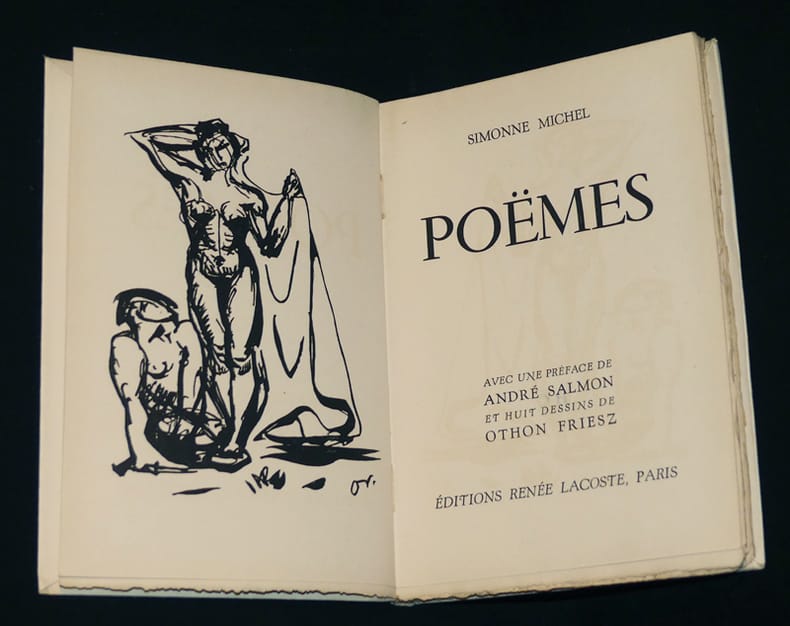 SIMONNE MICHEL
POËMES
AVEC UNE PRÉFACE DE
ANDRÉ SALMON
ET HUIT DESSINS DE
OTHON FRIESZ
ÉDITIONS RENÉE LACOSTE, PARIS